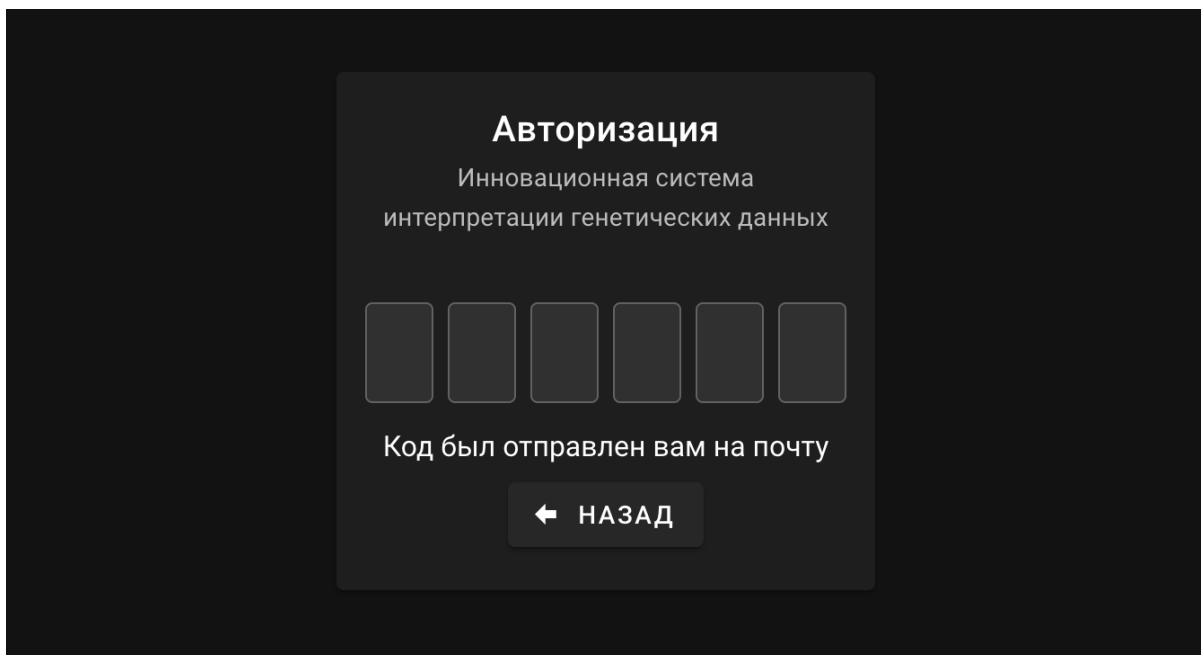 Авторизация
Инновационная система
интерпретации генетических данных
Код был отправлен вам на почту
НАЗАД